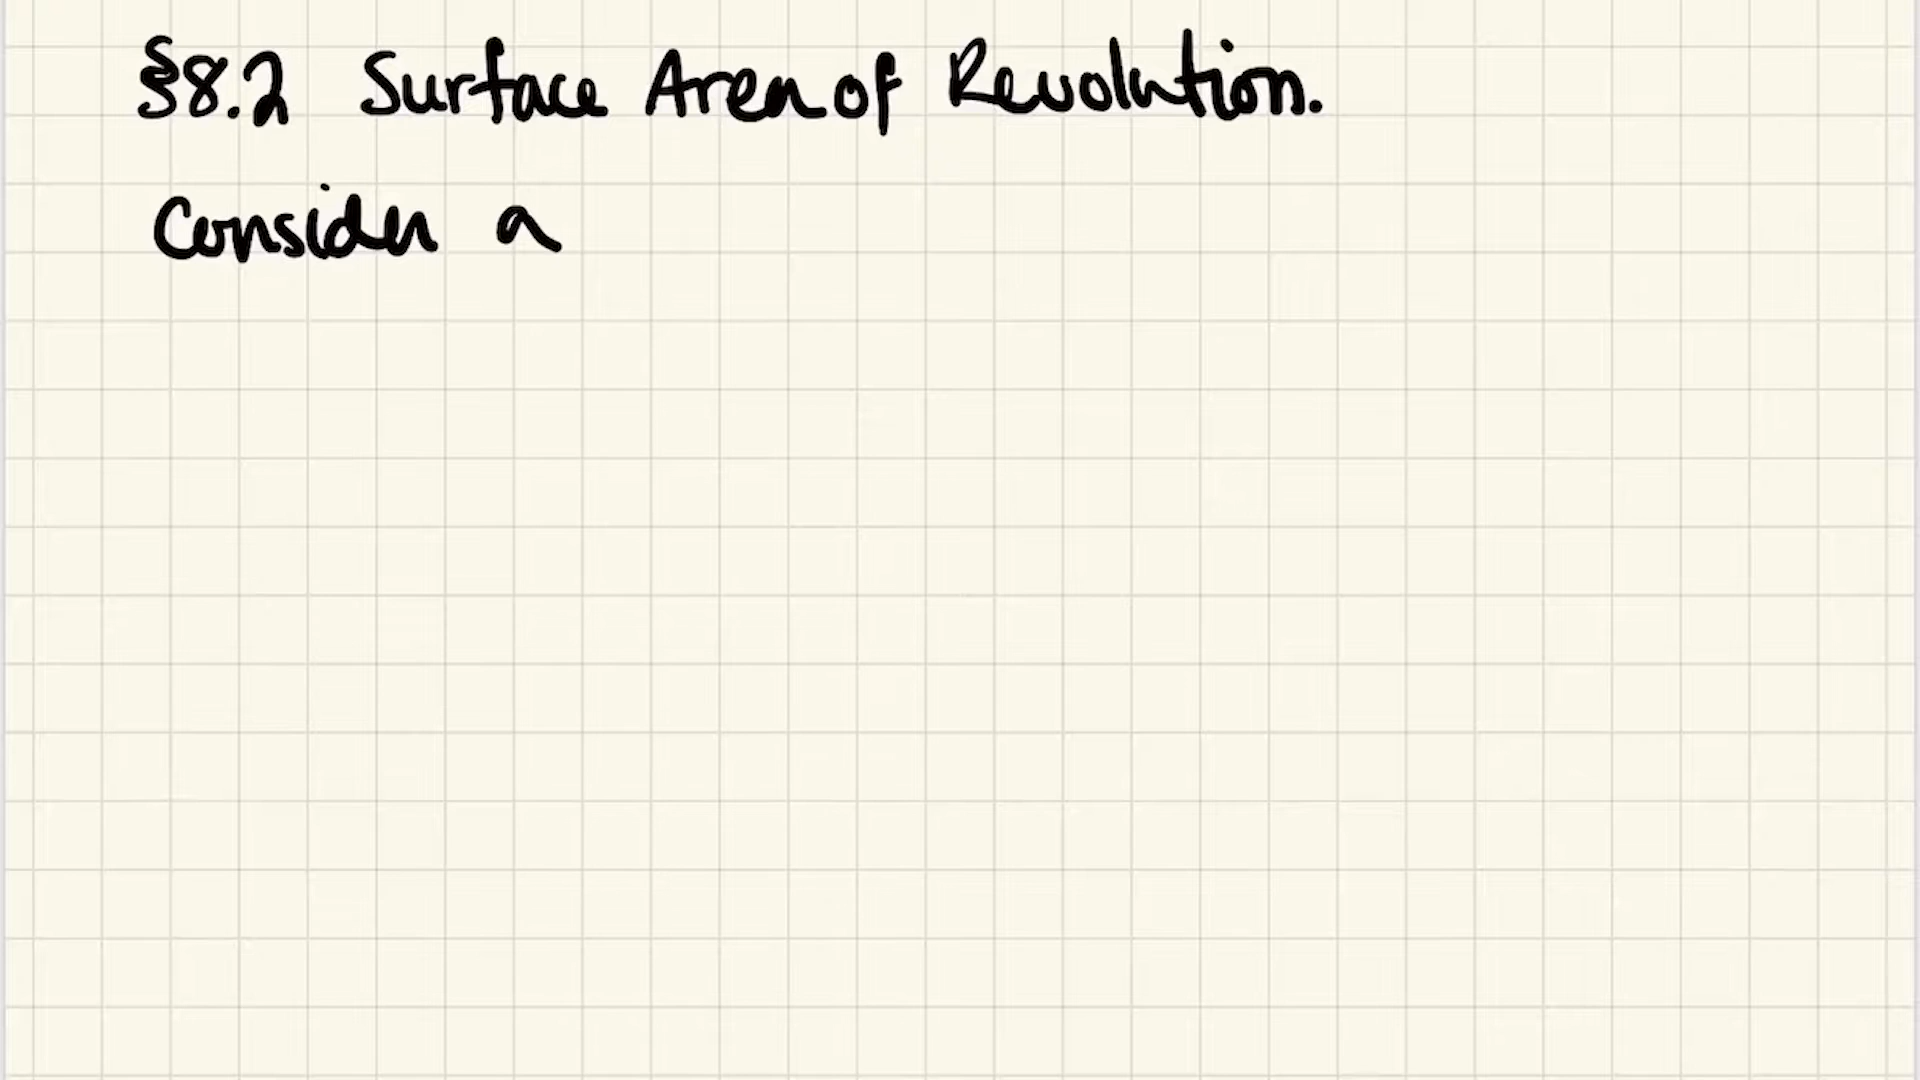 §8.2 Surface Area of Revolution.
Consider a